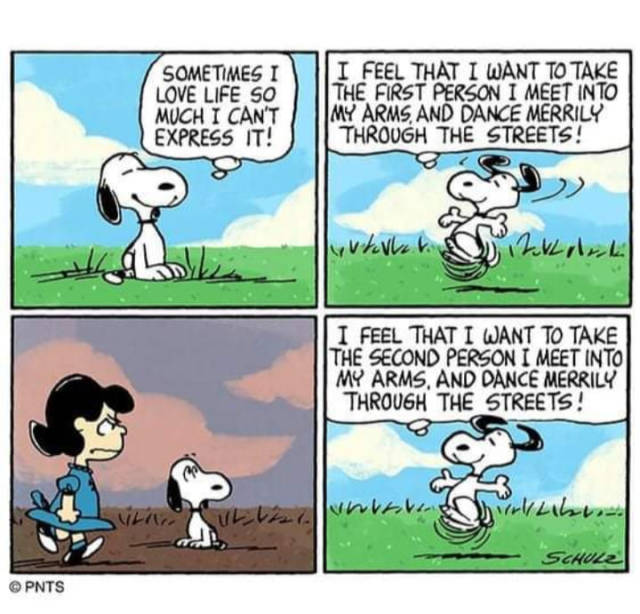 SOMETIMES I
LOVE LIFE SO
MUCH I CAN'T
EXPRESS IT!
I FEEL THAT I WANT TO TAKE
THE FIRST PERSON I MEET INTO
MY ARMS, AND DANCE MERRILY
THROUGH THE STREETS!
I FEEL THAT I WANT TO TAKE
THE SECOND PERSON I MEET INTO
MY ARMS, AND DANCE MERRILY
THROUGH THE STREETS!
SCHULZ
© PNTS